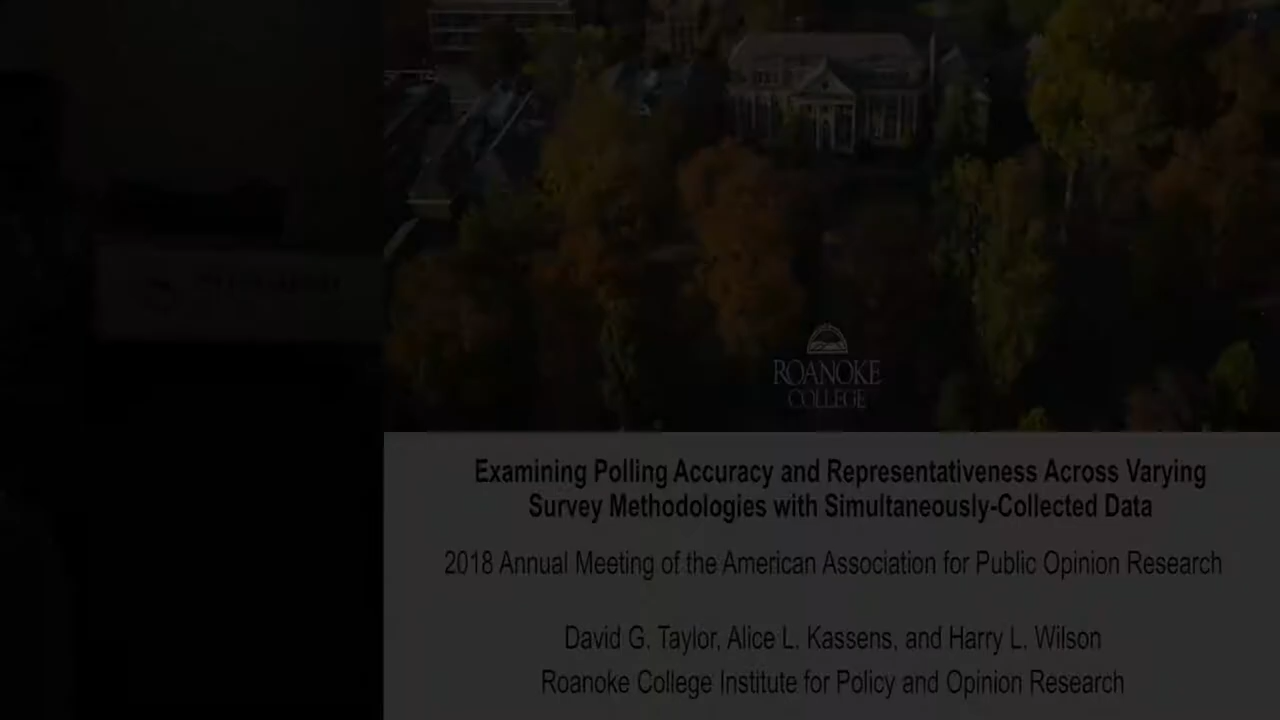 ROANOKE
COLLEGE
Examining Polling Accuracy and Representativeness Across Varying
Survey Methodologies with Simultaneously-Collected Data
2018 Annual Meeting of the American Association for Public Opinion Research
David G. Taylor, Alice L. Kassens, and Harry L. Wilson
Roanoke College Institute for Policy and Opinion Research